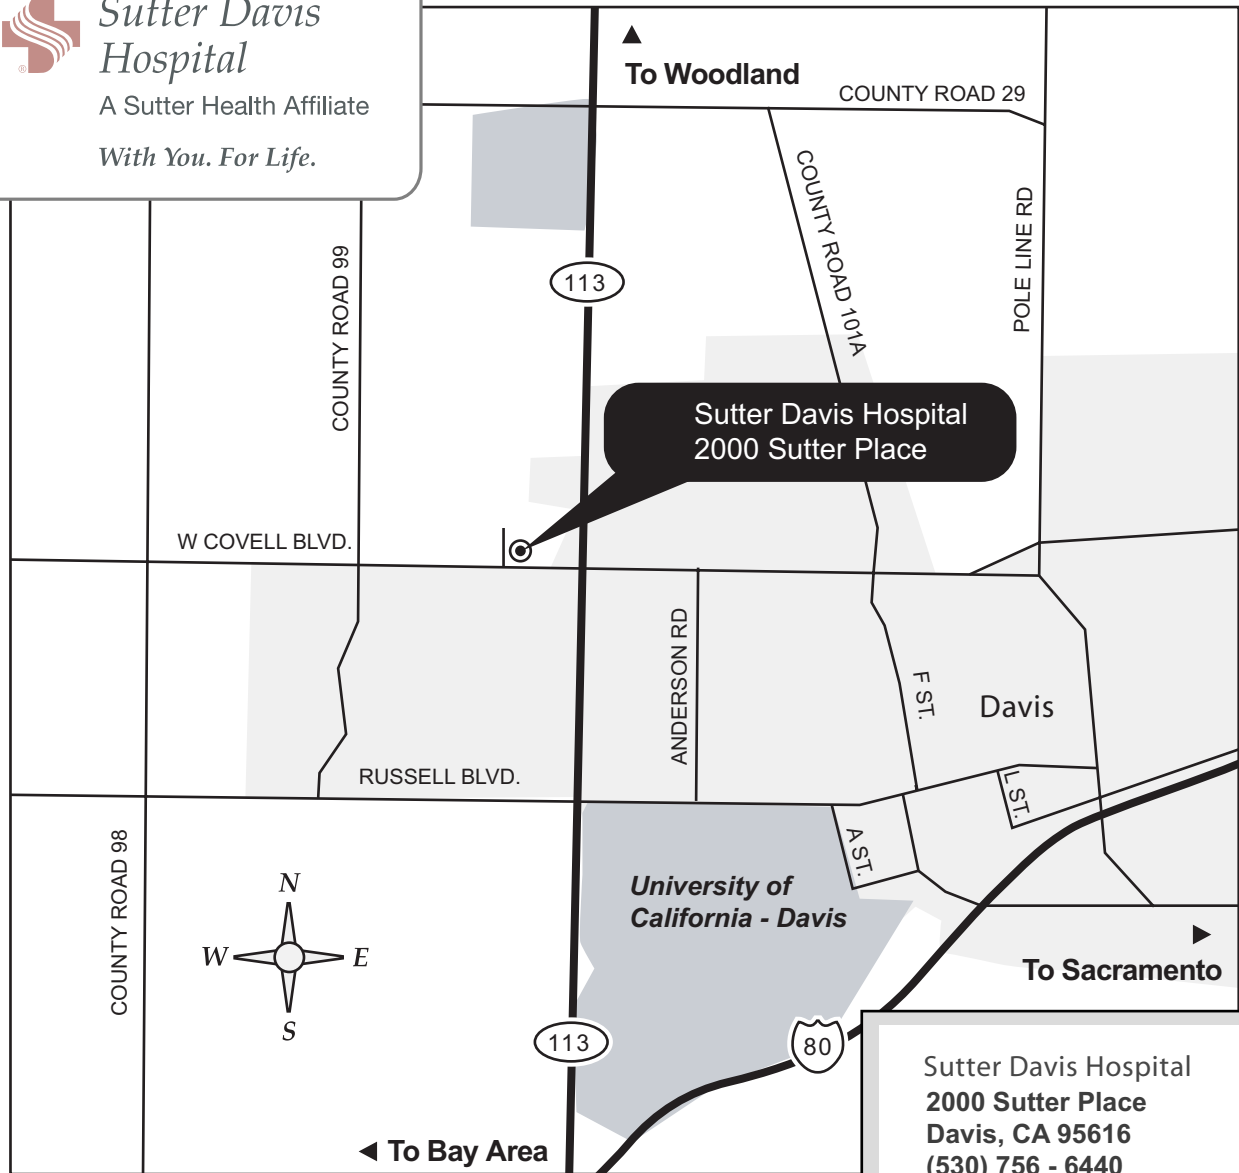 Sutter Davis
Hospital
®
A Sutter Health Affiliate
With You. For Life.
To Woodland
COUNTY ROAD 29
COUNTY ROAD 101A
POLE LINE RD
COUNTY ROAD 99
113
Sutter Davis Hospital
2000 Sutter Place
W COVELL BLVD.
ANDERSON RD
F ST.
Davis
RUSSELL BLVD.
L ST.
A ST.
COUNTY ROAD 98
University of
California - Davis
N
W
E
S
To Sacramento
113
80
To Bay Area
Sutter Davis Hospital
2000 Sutter Place
Davis, CA 95616
(530) 756 - 6440